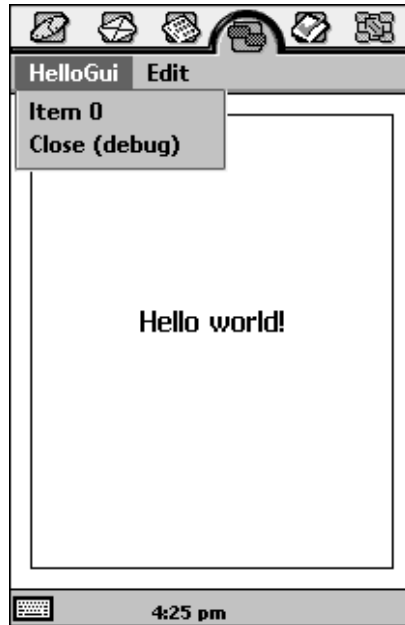 HelloGui Edit
Item 0
Close (debug)
Hello world!
4:25 pm